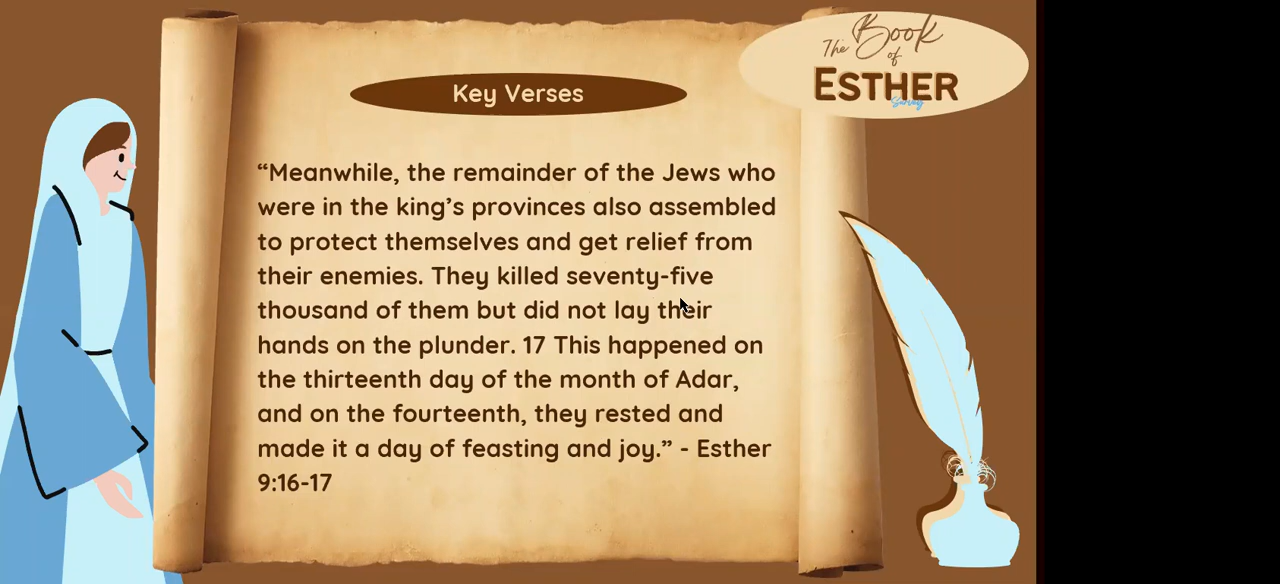 The Book
of
ESTHER
Survey
Key Verses
“Meanwhile, the remainder of the Jews who
were in the king’s provinces also assembled
to protect themselves and get relief from
their enemies. They killed seventy-five
thousand of them but did not lay their
hands on the plunder. 17 This happened on
the thirteenth day of the month of Adar,
and on the fourteenth, they rested and
made it a day of feasting and joy.” - Esther
9:16-17